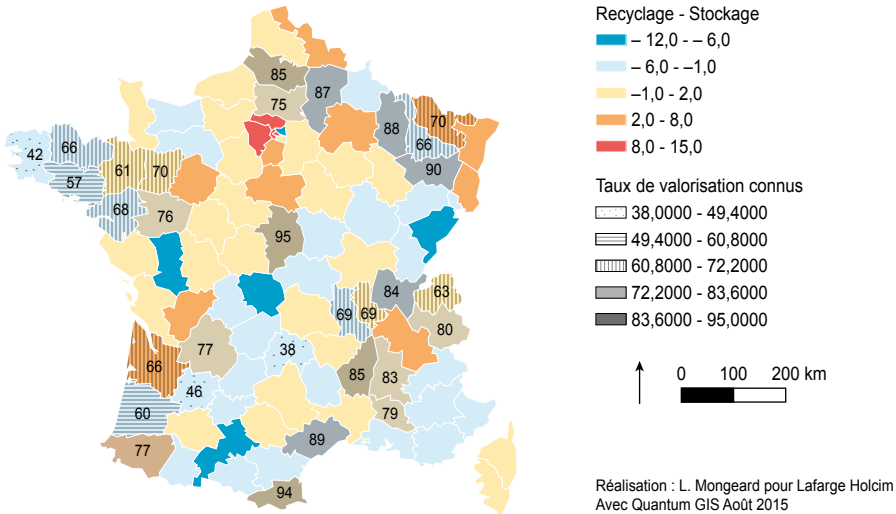 Recyclage - Stockage
– 12,0 - – 6,0
– 6,0 - –1,0
–1,0 - 2,0
2,0 - 8,0
8,0 - 15,0
Taux de valorisation connus
38,0000 - 49,4000
49,4000 - 60,8000
60,8000 - 72,2000
72,2000 - 83,6000
83,6000 - 95,0000
0 100 200 km
Réalisation : L. Mongeard pour Lafarge Holcim
Avec Quantum GIS Août 2015
85
87
75
70
88
66
42
66
61
70
66
57
90
68
76
95
84
63
69
69
80
66
77
38
85
83
46
60
79
77
89
94